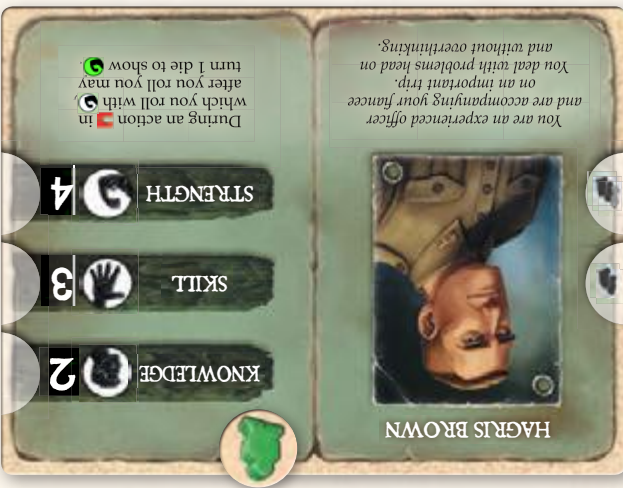 HAGRIS BROWN
You are an experienced officer
and are accompanying your fiancee
on an important trip.
You deal with problems head on
and without overthinking.
KNOWLEDGE 2
SKILL 3
STRENGTH 4
During an action in
which you roll with ,
after you roll you may
turn 1 die to show .